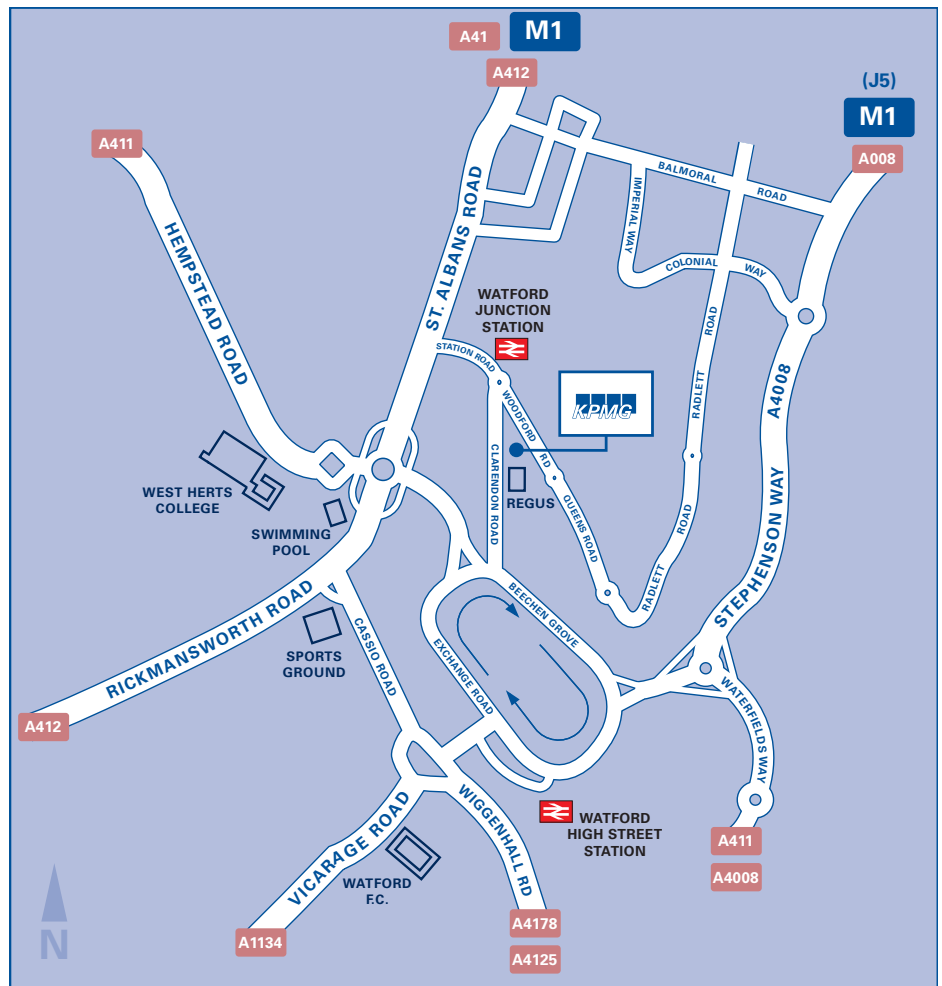 A41
M1
A412
(J5)
M1
A008
A411
BALMORAL
ROAD
IMPERIAL WAY
HEMPSTEAD ROAD
ST. ALBANS ROAD
COLONIAL
WAY
WATFORD
JUNCTION
STATION
STATION ROAD
ROAD
RADLETT
A4008
KPMG
WOODFORD RD
CLARENDON ROAD
WEST HERTS
COLLEGE
REGUS
QUEENS ROAD
ROAD
RADLETT
SWIMMING
POOL
STEPHENSON WAY
RICKMANSWORTH ROAD
BEECHEN GROVE
CASSIO ROAD
EXCHANGE ROAD
SPORTS
GROUND
WATERFIELDS WAY
A412
VICARAGE ROAD
WIGGENHALL RD
WATFORD
HIGH STREET
STATION
A411
A4008
WATFORD
F.C.
N
A1134
A4178
A4125